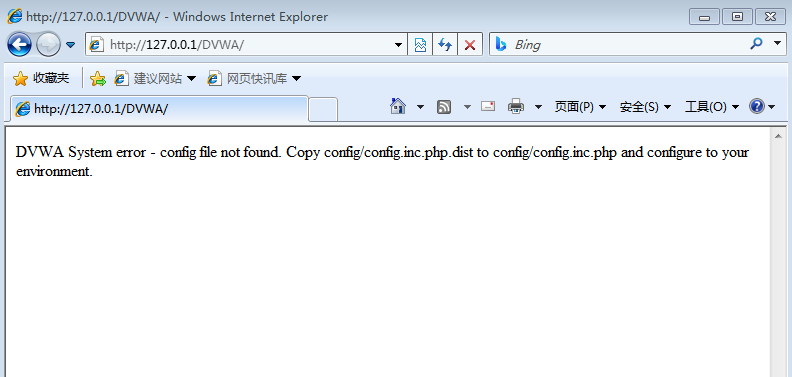 http://127.0.0.1/DVWA/ - Windows Internet Explorer
http://127.0.0.1/DVWA/
Bing
收藏夹
建议网站
网页快讯库
http://127.0.0.1/DVWA/
页面(P)
安全(S)
工具(O)
DVWA System error - config file not found. Copy config/config.inc.php.dist to config/config.inc.php and configure to your
environment.